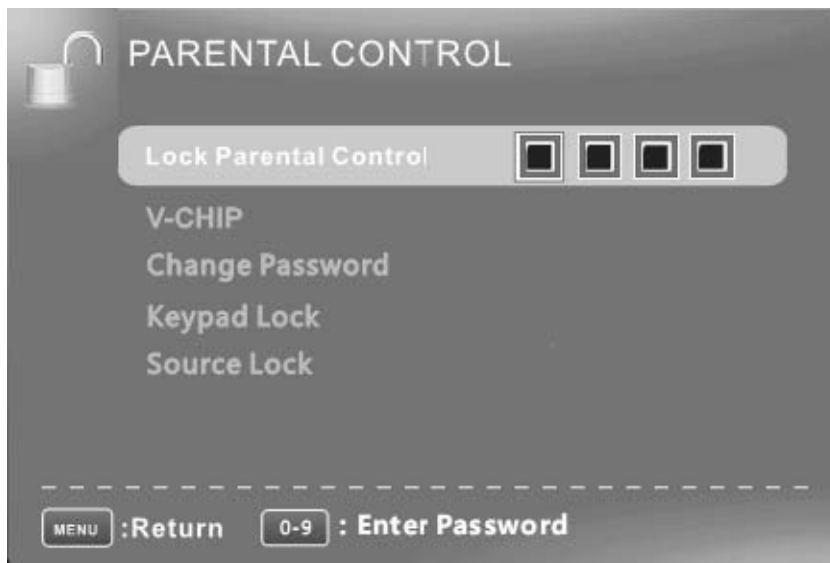 PARENTAL CONTROL
Lock Parental Control
V-CHIP
Change Password
Keypad Lock
Source Lock
MENU :Return 0-9 : Enter Password